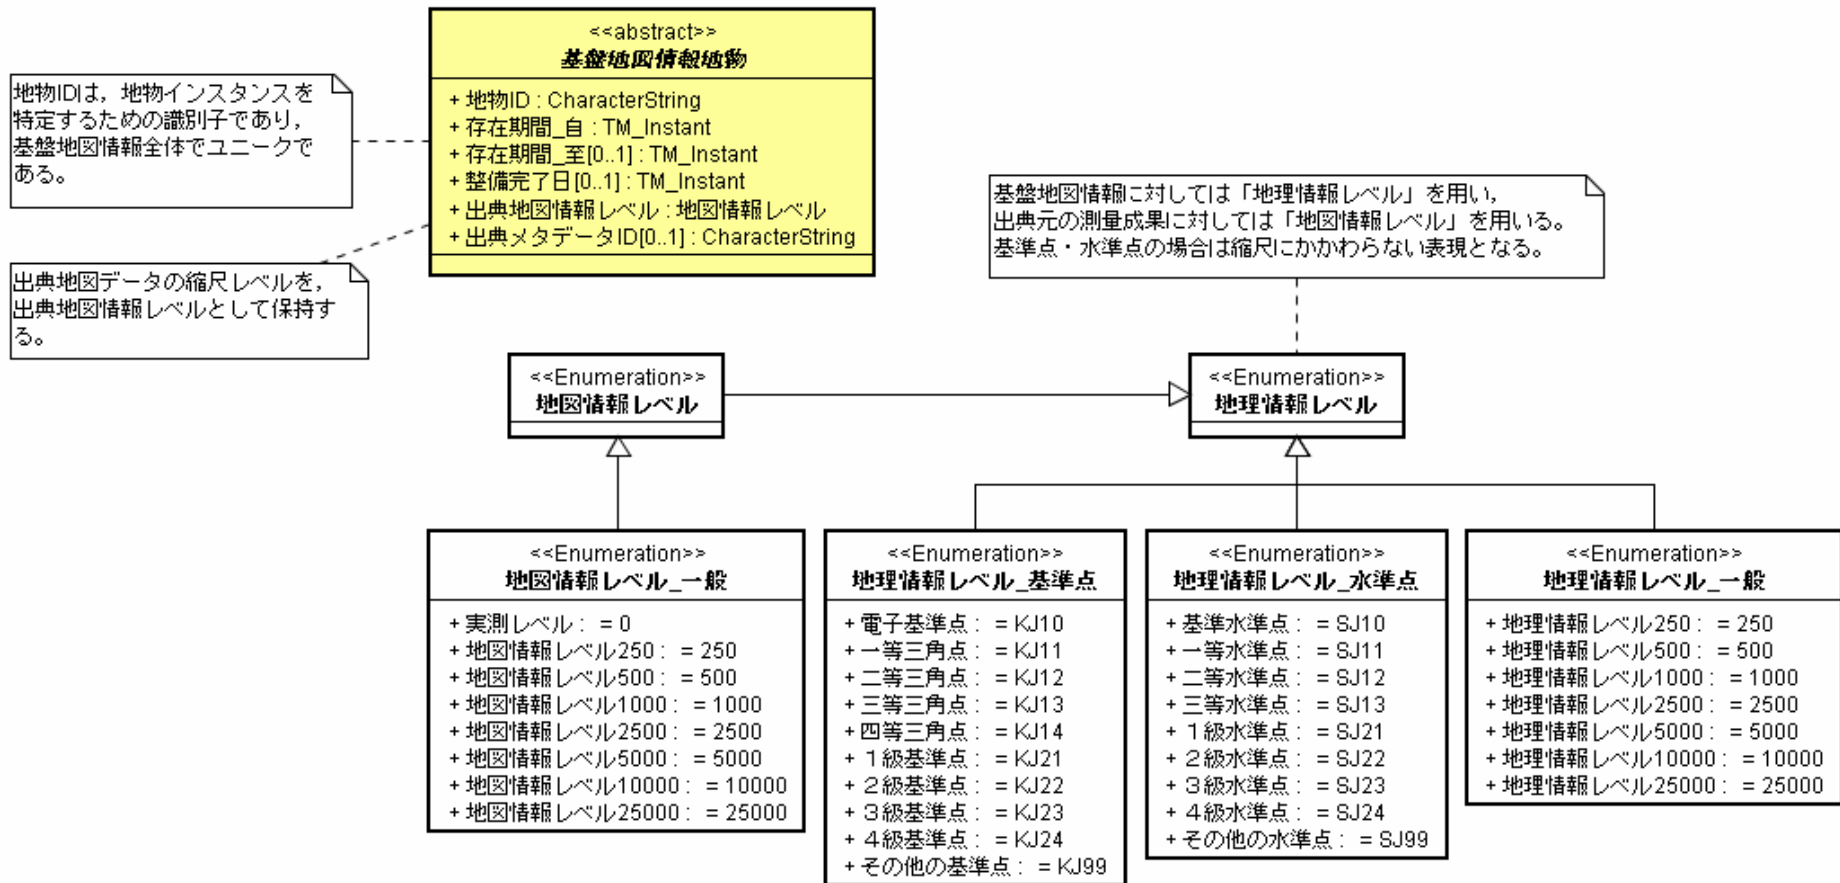 <<abstract>>
基盤地図情報地物
+ 地物ID : CharacterString
+ 存在期間_自 : TM_Instant
+ 存在期間_至[0..1] : TM_Instant
+ 整備完了日[0..1] : TM_Instant
+ 出典地図情報レベル : 地図情報レベル
+ 出典メタデータID[0..1] : CharacterString
地物IDは，地物インスタンスを
特定するための識別子であり，
基盤地図情報全体でユニークで
ある。
出典地図データの縮尺レベルを，
出典地図情報レベルとして保持す
る。
基盤地図情報に対しては「地理情報レベル」を用い，
出典元の測量成果に対しては「地図情報レベル」を用いる。
基準点・水準点の場合は縮尺にかかわらない表現となる。
<<Enumeration>>
地図情報レベル
<<Enumeration>>
地理情報レベル
<<Enumeration>>
地図情報レベル_一般
+ 実測レベル : = 0
+ 地図情報レベル250 : = 250
+ 地図情報レベル500 : = 500
+ 地図情報レベル1000 : = 1000
+ 地図情報レベル2500 : = 2500
+ 地図情報レベル5000 : = 5000
+ 地図情報レベル10000 : = 10000
+ 地図情報レベル25000 : = 25000
<<Enumeration>>
地理情報レベル_基準点
+ 電子基準点 : = KJ10
+ 一等三角点 : = KJ11
+ 二等三角点 : = KJ12
+ 三等三角点 : = KJ13
+ 四等三角点 : = KJ14
+ １級基準点 : = KJ21
+ ２級基準点 : = KJ22
+ ３級基準点 : = KJ23
+ ４級基準点 : = KJ24
+ その他の基準点 : = KJ99
<<Enumeration>>
地理情報レベル_水準点
+ 基準水準点 : = SJ10
+ 一等水準点 : = SJ11
+ 二等水準点 : = SJ12
+ 三等水準点 : = SJ13
+ １級水準点 : = SJ21
+ ２級水準点 : = SJ22
+ ３級水準点 : = SJ23
+ ４級水準点 : = SJ24
+ その他の水準点 : = SJ99
<<Enumeration>>
地理情報レベル_一般
+ 地理情報レベル250 : = 250
+ 地理情報レベル500 : = 500
+ 地理情報レベル1000 : = 1000
+ 地理情報レベル2500 : = 2500
+ 地理情報レベル5000 : = 5000
+ 地理情報レベル10000 : = 10000
+ 地理情報レベル25000 : = 25000